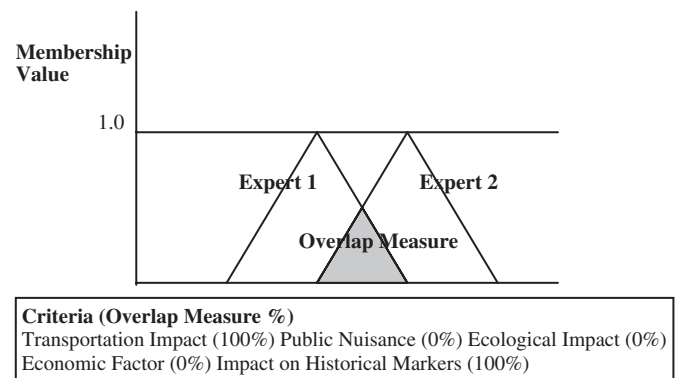 Membership
Value
1.0
Expert 1
Expert 2
Overlap Measure
Criteria (Overlap Measure %)
Transportation Impact (100%) Public Nuisance (0%) Ecological Impact (0%)
Economic Factor (0%) Impact on Historical Markers (100%)